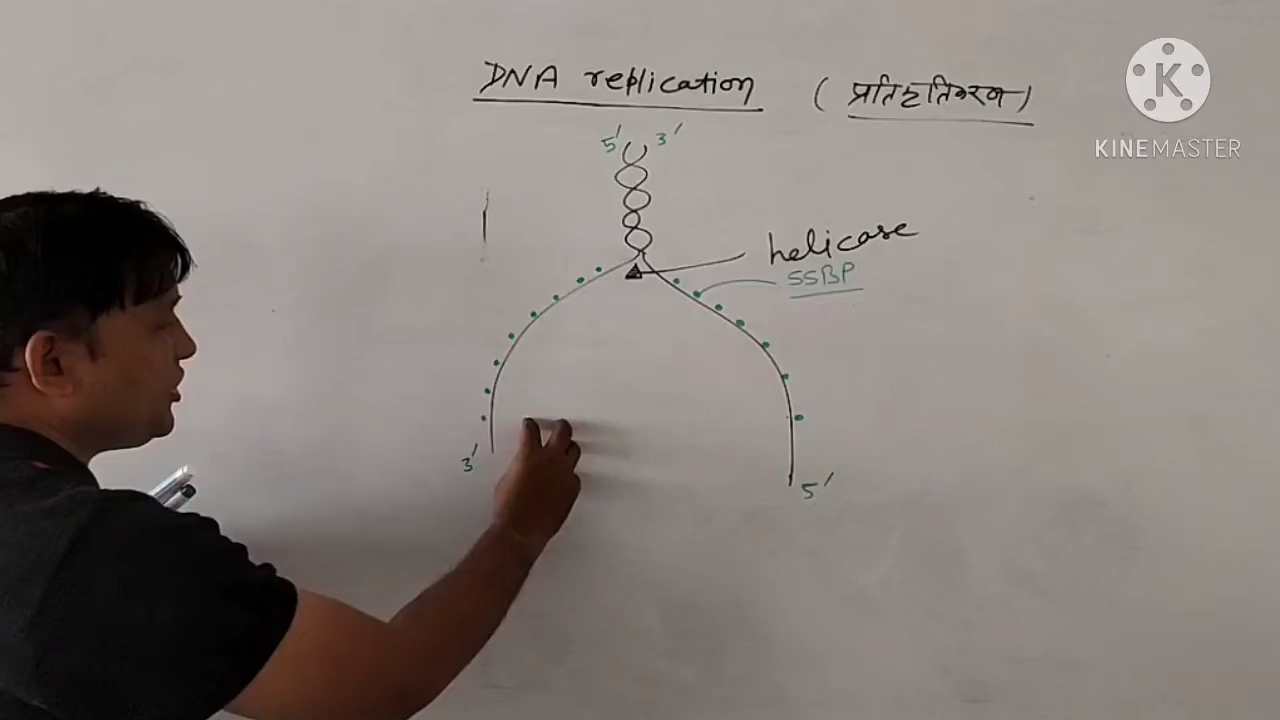 DNA replication (प्रतिकृतिकरण)
K
KINEMASTER
5' 3'
helicase
SSBP
3'
5'